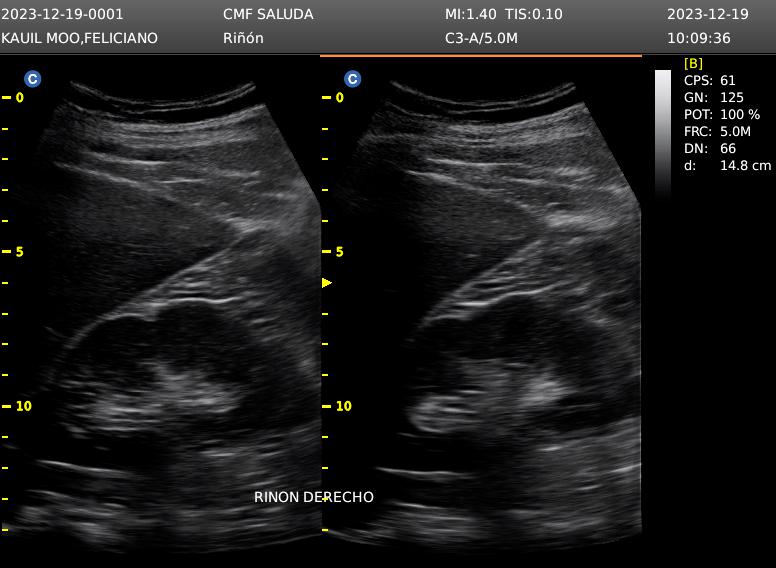 2023-12-19-0001 CMF SALUDA MI:1.40 TIS:0.10 2023-12-19
KAUIL MOO,FELICIANO Riñón C3-A/5.0M 10:09:36
[B]
C C CPS: 61
0 0 GN: 125
POT: 100 %
FRC: 5.0M
DN: 66
d: 14.8 cm
5 5
10 10
RINON DERECHO